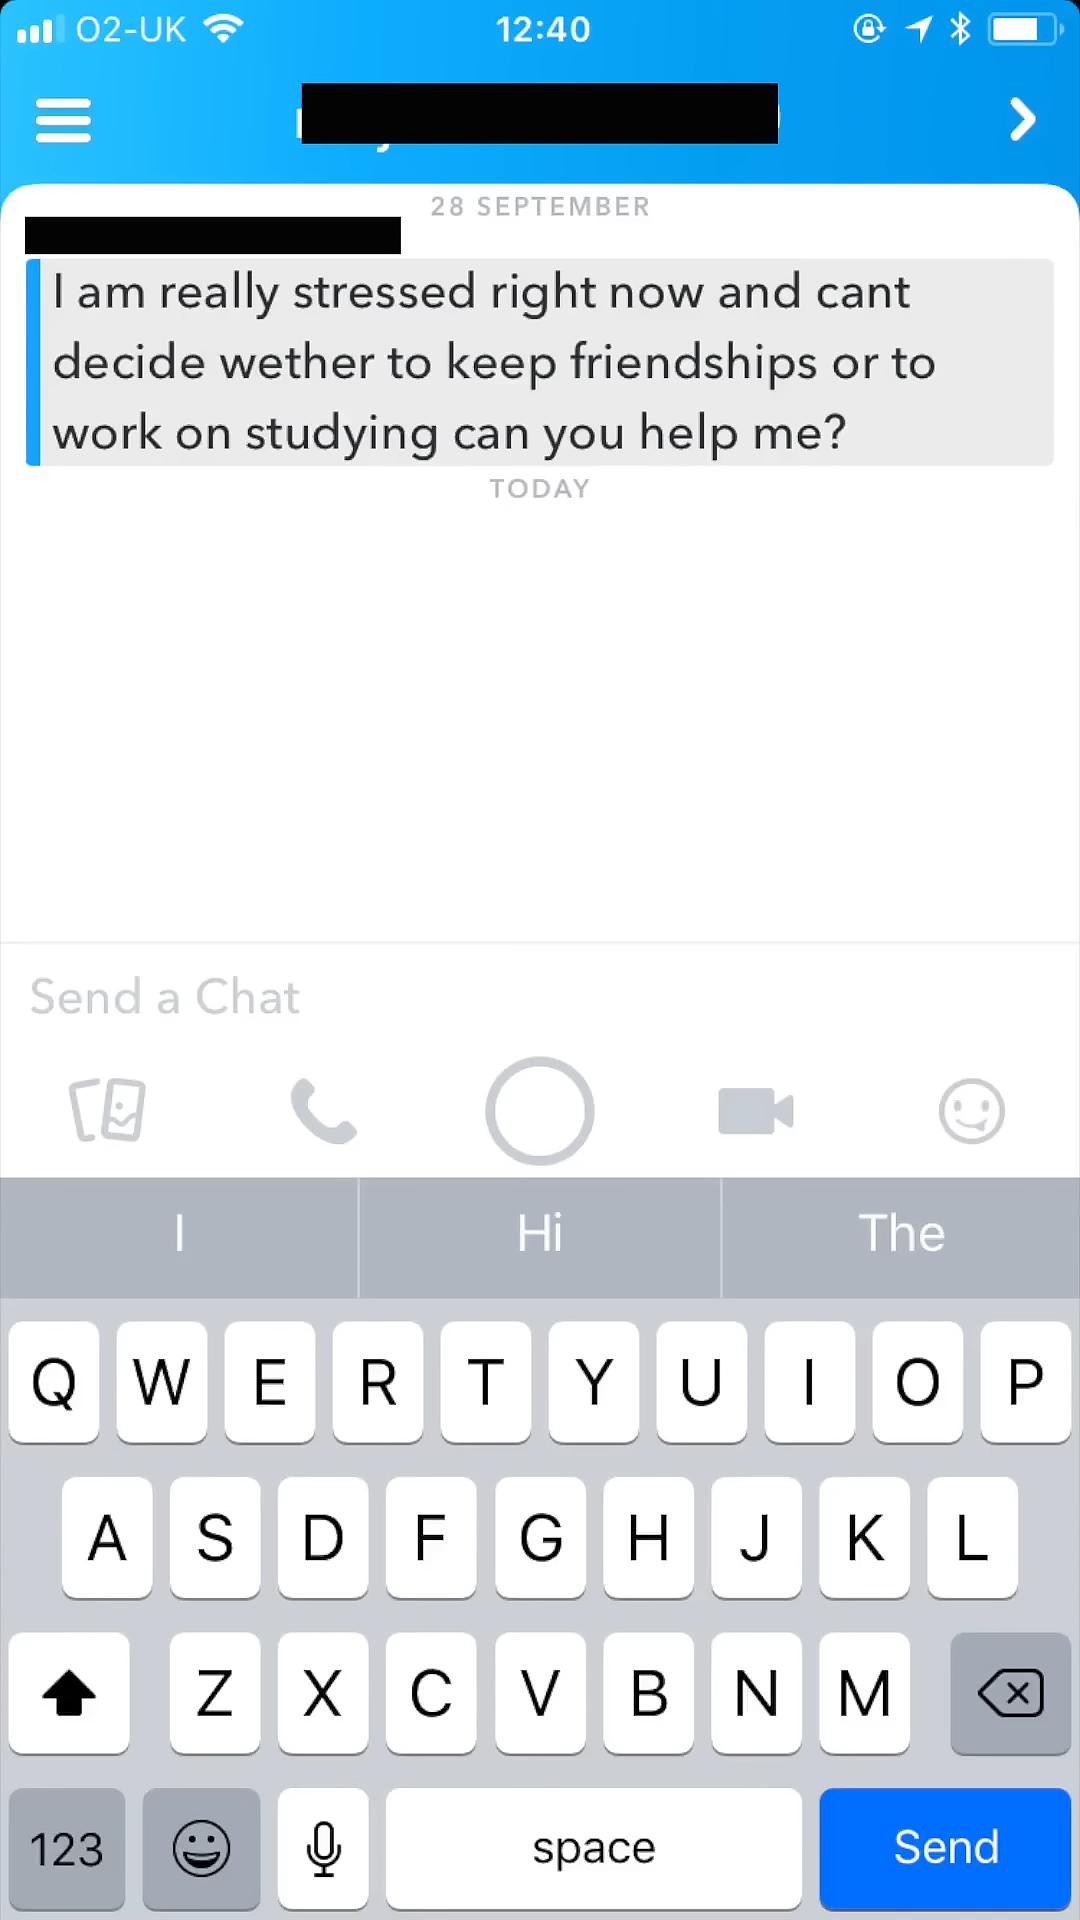 O2-UK 12:40
28 SEPTEMBER
I am really stressed right now and cant
decide wether to keep friendships or to
work on studying can you help me?
TODAY
Send a Chat
I Hi The
Q W E R T Y U I O P
A S D F G H J K L
Z X C V B N M
123 space Send